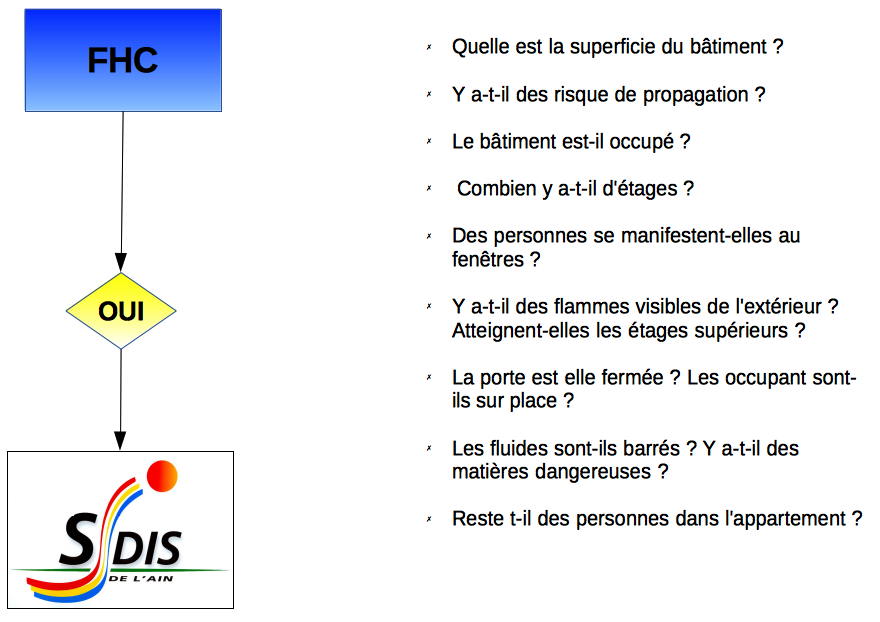 FHC
OUI
SDIS
DE L'AIN
Quelle est la superficie du bâtiment ?
Y a-t-il des risque de propagation ?
Le bâtiment est-il occupé ?
Combien y a-t-il d'étages ?
Des personnes se manifestent-elles au
fenêtres ?
Y a-t-il des flammes visibles de l'extérieur ?
Atteignent-elles les étages supérieurs ?
La porte est elle fermée ? Les occupant sont-
ils sur place ?
Les fluides sont-ils barrés ? Y a-t-il des
matières dangereuses ?
Reste t-il des personnes dans l'appartement ?